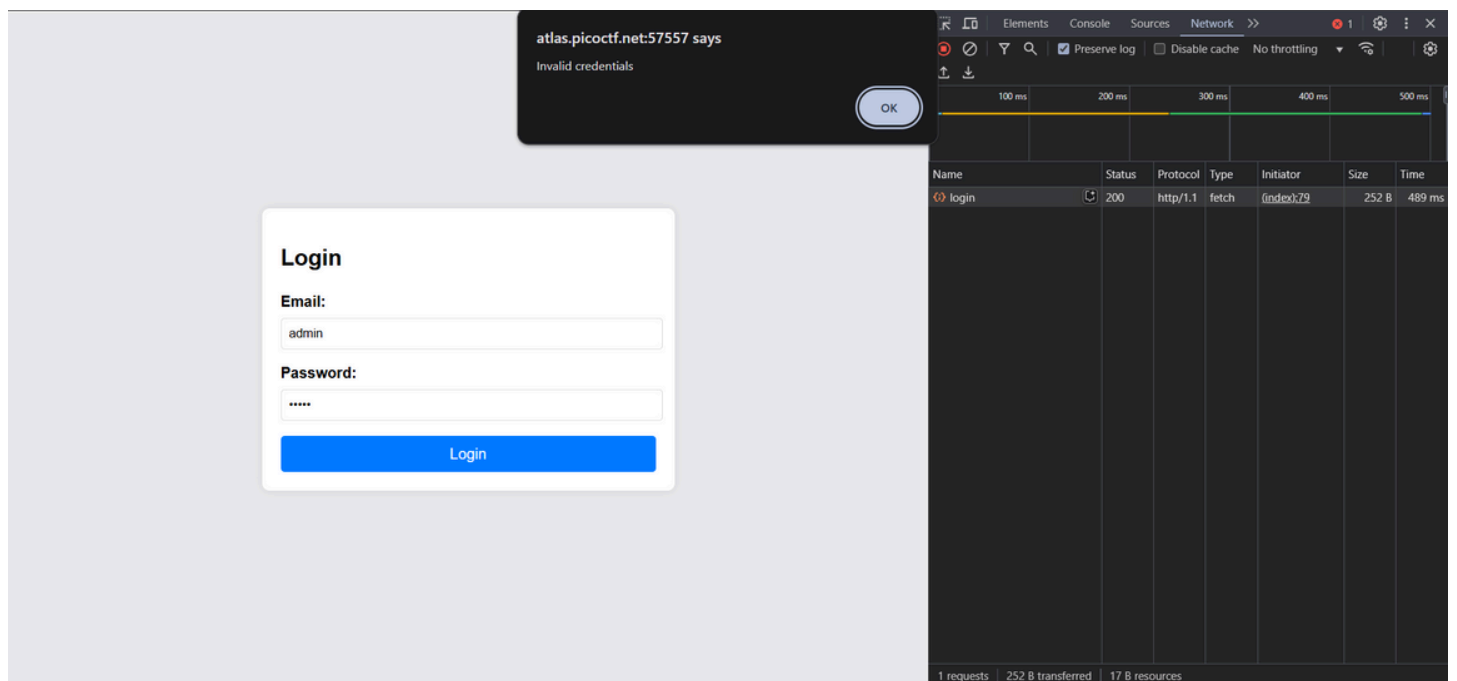 atlas.picoctf.net:57557 says
Invalid credentials
OK
Login
Email:
admin
Password:
•••••
Login
Elements Console Sources Network 1
Preserve log Disable cache No throttling
100 ms 200 ms 300 ms 400 ms 500 ms
Name Status Protocol Type Initiator Size Time
login 200 http/1.1 fetch (index):79 252 B 489 ms
1 requests 252 B transferred 17 B resources